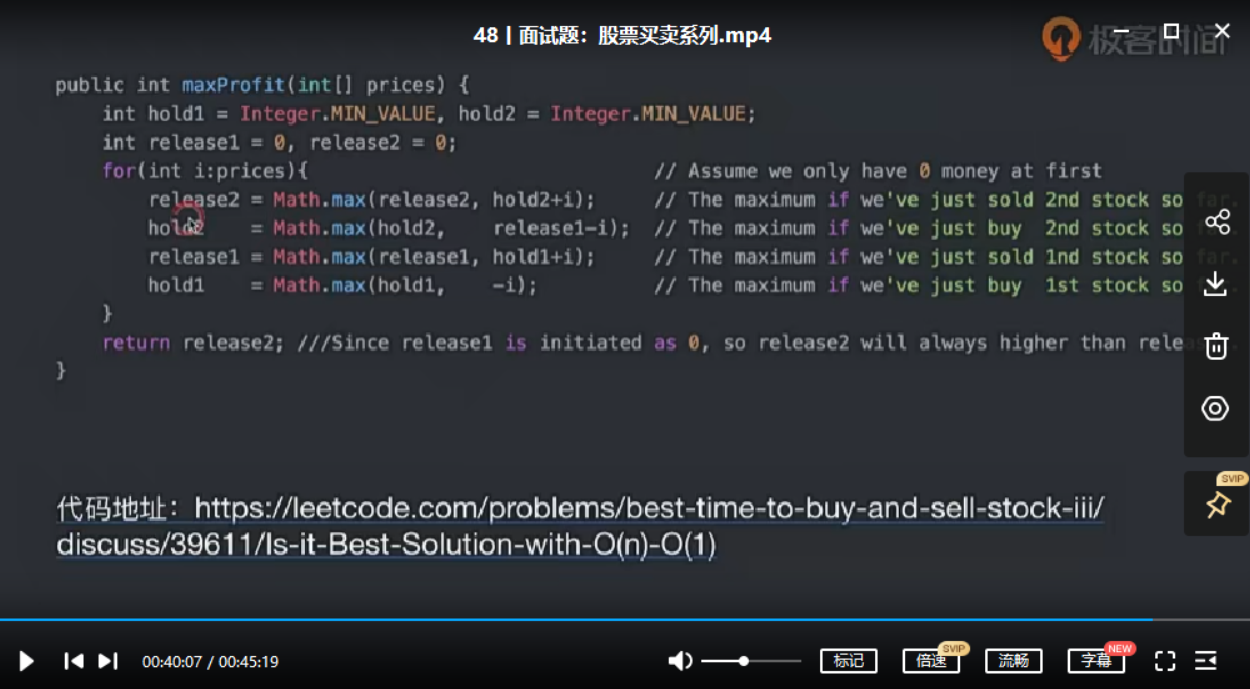 48丨面试题：股票买卖系列.mp4
极客时间
public int maxProfit(int[] prices) {
int hold1 = Integer.MIN_VALUE, hold2 = Integer.MIN_VALUE;
int release1 = 0, release2 = 0;
for(int i:prices){ // Assume we only have 0 money at first
release2 = Math.max(release2, hold2+i); // The maximum if we've just sold 2nd stock so far.
hold2 = Math.max(hold2, release1-i); // The maximum if we've just buy 2nd stock so
release1 = Math.max(release1, hold1+i); // The maximum if we've just sold 1nd stock so far.
hold1 = Math.max(hold1, -i); // The maximum if we've just buy 1st stock so
}
return release2; ///Since release1 is initiated as 0, so release2 will always higher than
}
SVIP
代码地址：https://leetcode.com/problems/best-time-to-buy-and-sell-stock-iii/
discuss/39611/Is-it-Best-Solution-with-O(n)-O(1)
00:40:07 / 00:45:19
标记
倍速
SVIP
流畅
字幕
NEW